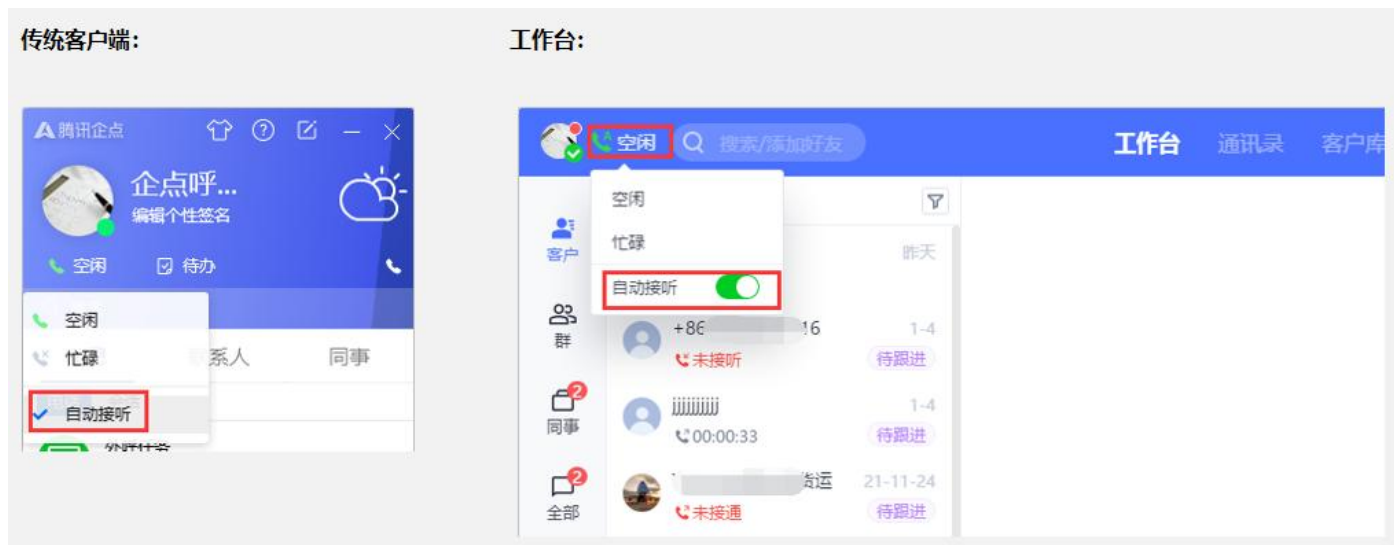 传统客户端:
工作台:
腾讯企点
企点呼...
编辑个性签名
空闲
待办
空闲
忙碌
系人
同事
自动接听
空闲
搜索/添加好友
工作台
通讯录
客户库
空闲
忙碌
自动接听
客户
昨天
群
+86
16
1-4
未接听
待跟进
2
同事
jjjjjjjjjj
1-4
00:00:33
待跟进
2
全部
货运
21-11-24
未接通
待跟进